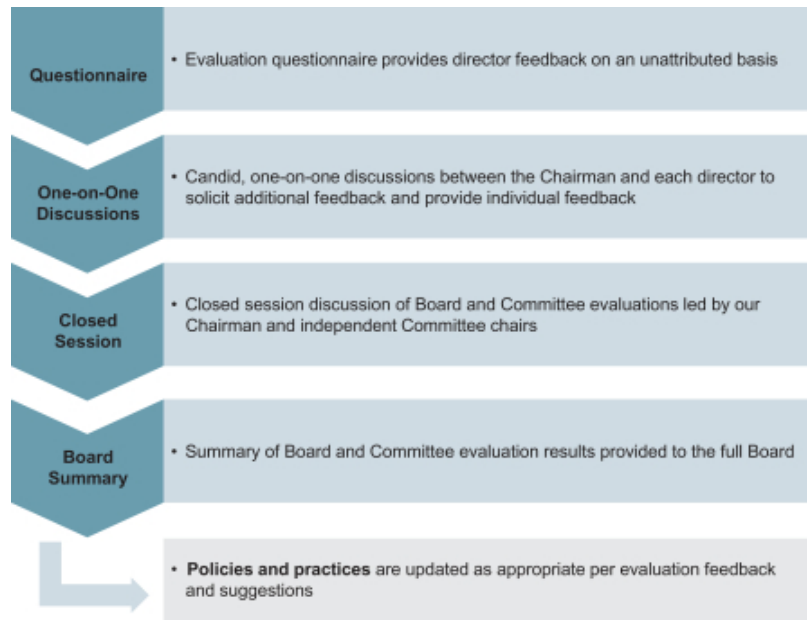 Questionnaire
• Evaluation questionnaire provides director feedback on an unattributed basis
One-on-One
Discussions
• Candid, one-on-one discussions between the Chairman and each director to
solicit additional feedback and provide individual feedback
Closed
Session
• Closed session discussion of Board and Committee evaluations led by our
Chairman and independent Committee chairs
Board
Summary
• Summary of Board and Committee evaluation results provided to the full Board
• Policies and practices are updated as appropriate per evaluation feedback
and suggestions